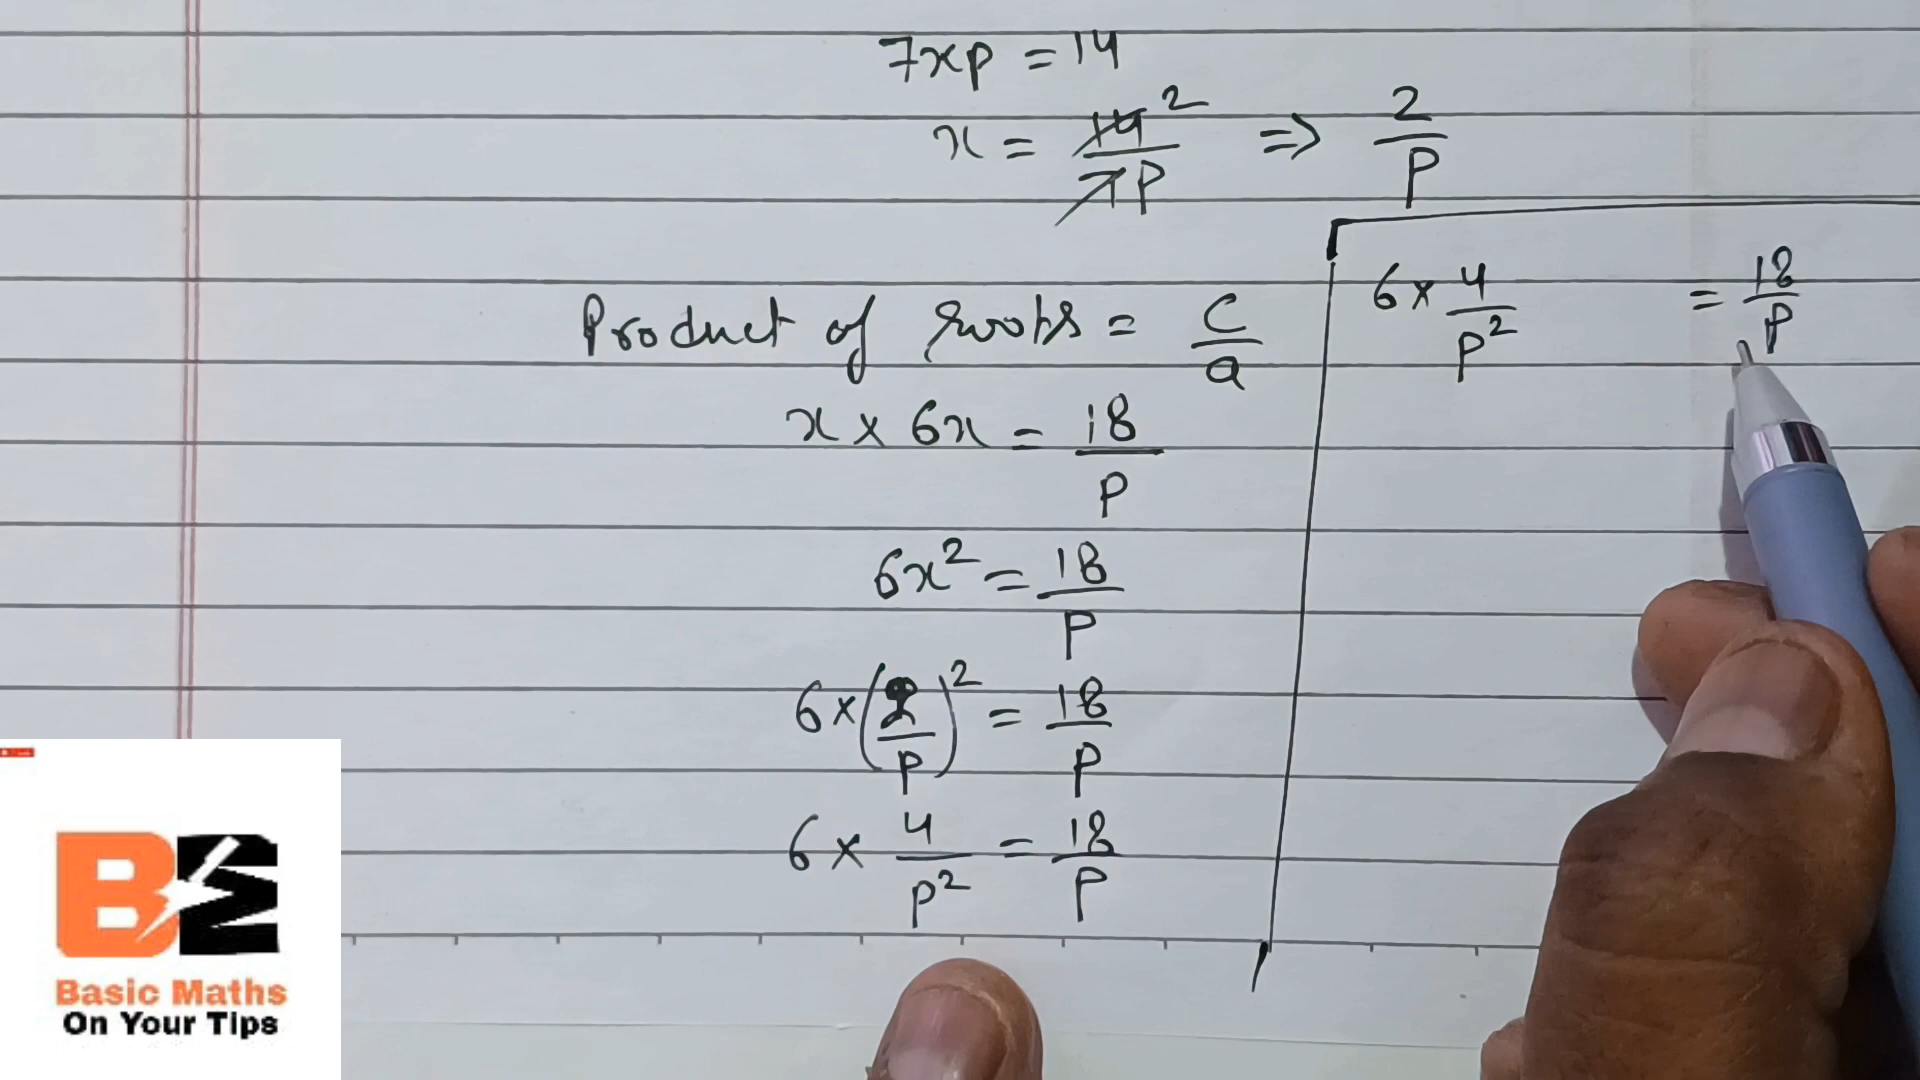 7xp = 14
x = 14/7P 2 => 2/P
Product of roots = C/a
x × 6x = 18/P
6x² = 18/P
6×(2/P)² = 18/P
6× 4/p² = 18/P
6× 4/p² = 18/P
BE
Basic Maths
On Your Tips